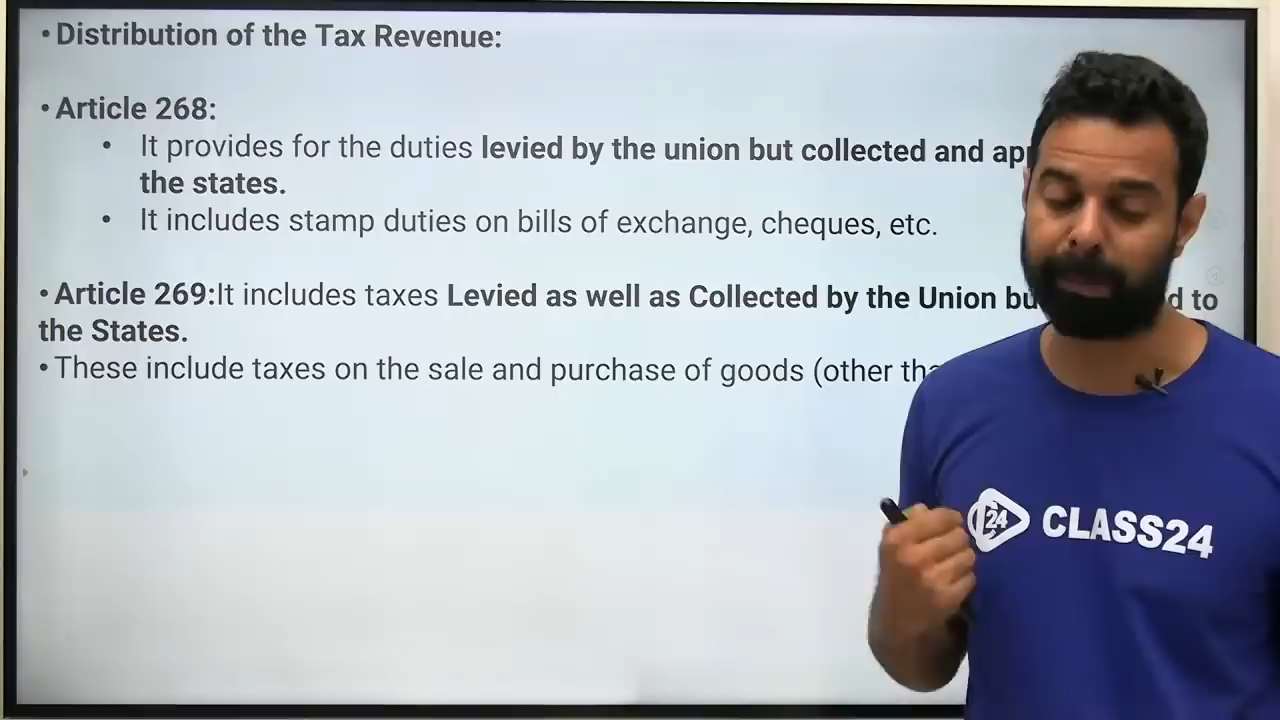 • Distribution of the Tax Revenue:
• Article 268:
• It provides for the duties levied by the union but collected and
the states.
• It includes stamp duties on bills of exchange, cheques, etc.
• Article 269:It includes taxes Levied as well as Collected by the Union to
the States.
• These include taxes on the sale and purchase of goods (other
24 CLASS24